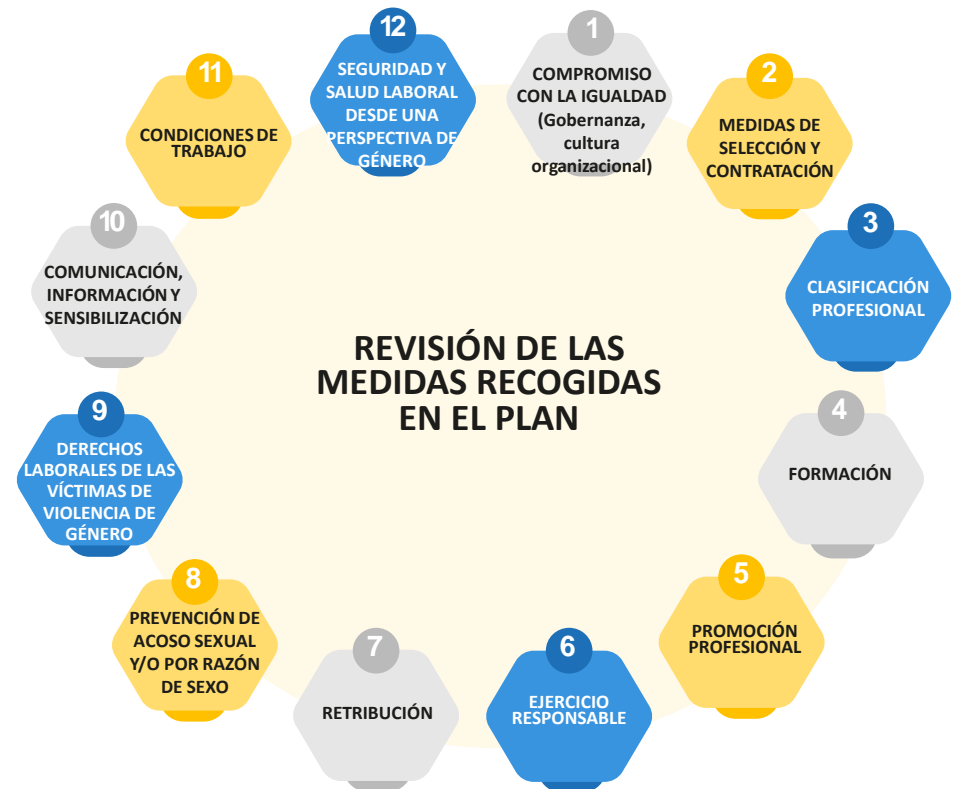 REVISIÓN DE LAS
MEDIDAS RECOGIDAS
EN EL PLAN
1
COMPROMISO
CON LA IGUALDAD
(Gobernanza,
cultura
organizacional)
2
MEDIDAS DE
SELECCIÓN Y
CONTRATACIÓN
3
CLASIFICACIÓN
PROFESIONAL
4
FORMACIÓN
5
PROMOCIÓN
PROFESIONAL
6
EJERCICIO
RESPONSABLE
7
RETRIBUCIÓN
8
PREVENCIÓN DE
ACOSO SEXUAL
Y/O POR RAZÓN
DE SEXO
9
DERECHOS
LABORALES DE LAS
VÍCTIMAS DE
VIOLENCIA DE
GÉNERO
10
COMUNICACIÓN,
INFORMACIÓN Y
SENSIBILIZACIÓN
11
CONDICIONES DE
TRABAJO
12
SEGURIDAD Y
SALUD LABORAL
DESDE UNA
PERSPECTIVA DE
GÉNERO